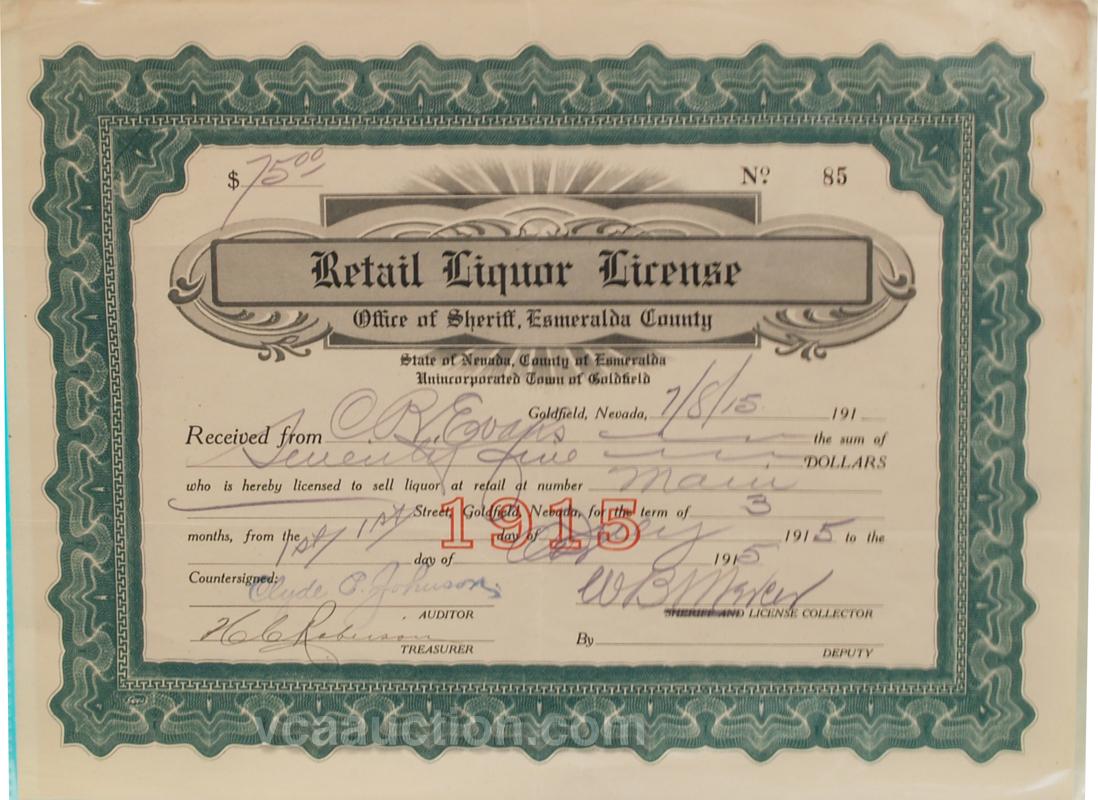 $ 75.00 No 85
Retail Liquor License
Office of Sheriff, Esmeralda County
State of Nevada, County of Esmeralda
Unincorporated Town of Goldfield
Goldfield, Nevada, 7/8/15 191
Received from C. R. Evans the sum of
Seventy five DOLLARS
who is hereby licensed to sell liquor at retail at number Main
Street, Goldfield, Nevada, for the term of 3
1915
months, from the 1st day of July 1915 to the
1st day of 1915
Countersigned:
Clyde P. Johnson
AUDITOR
SHERIFF AND LICENSE COLLECTOR
H C Robinson
TREASURER
By
DEPUTY
vcaauction.com